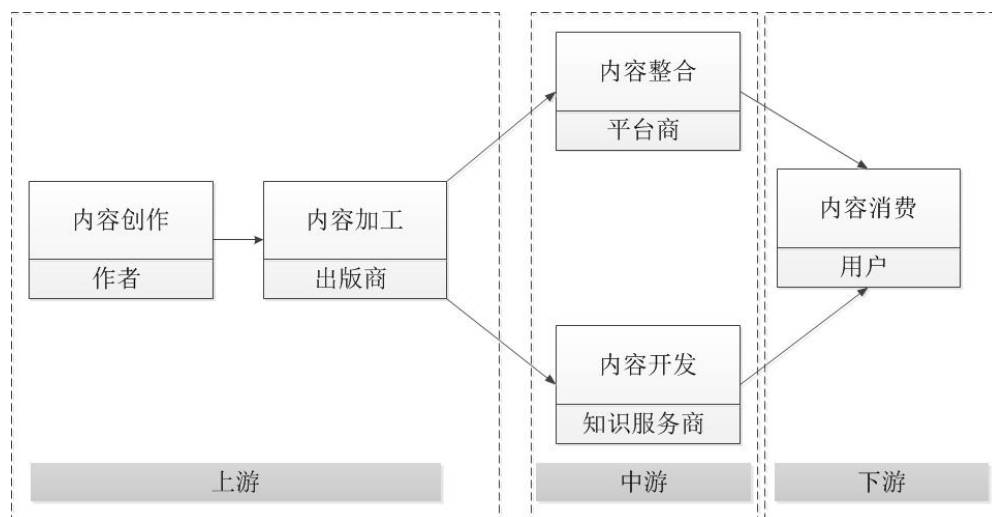 内容创作
作者
内容加工
出版商
内容整合
平台商
内容开发
知识服务商
内容消费
用户
上游
中游
下游